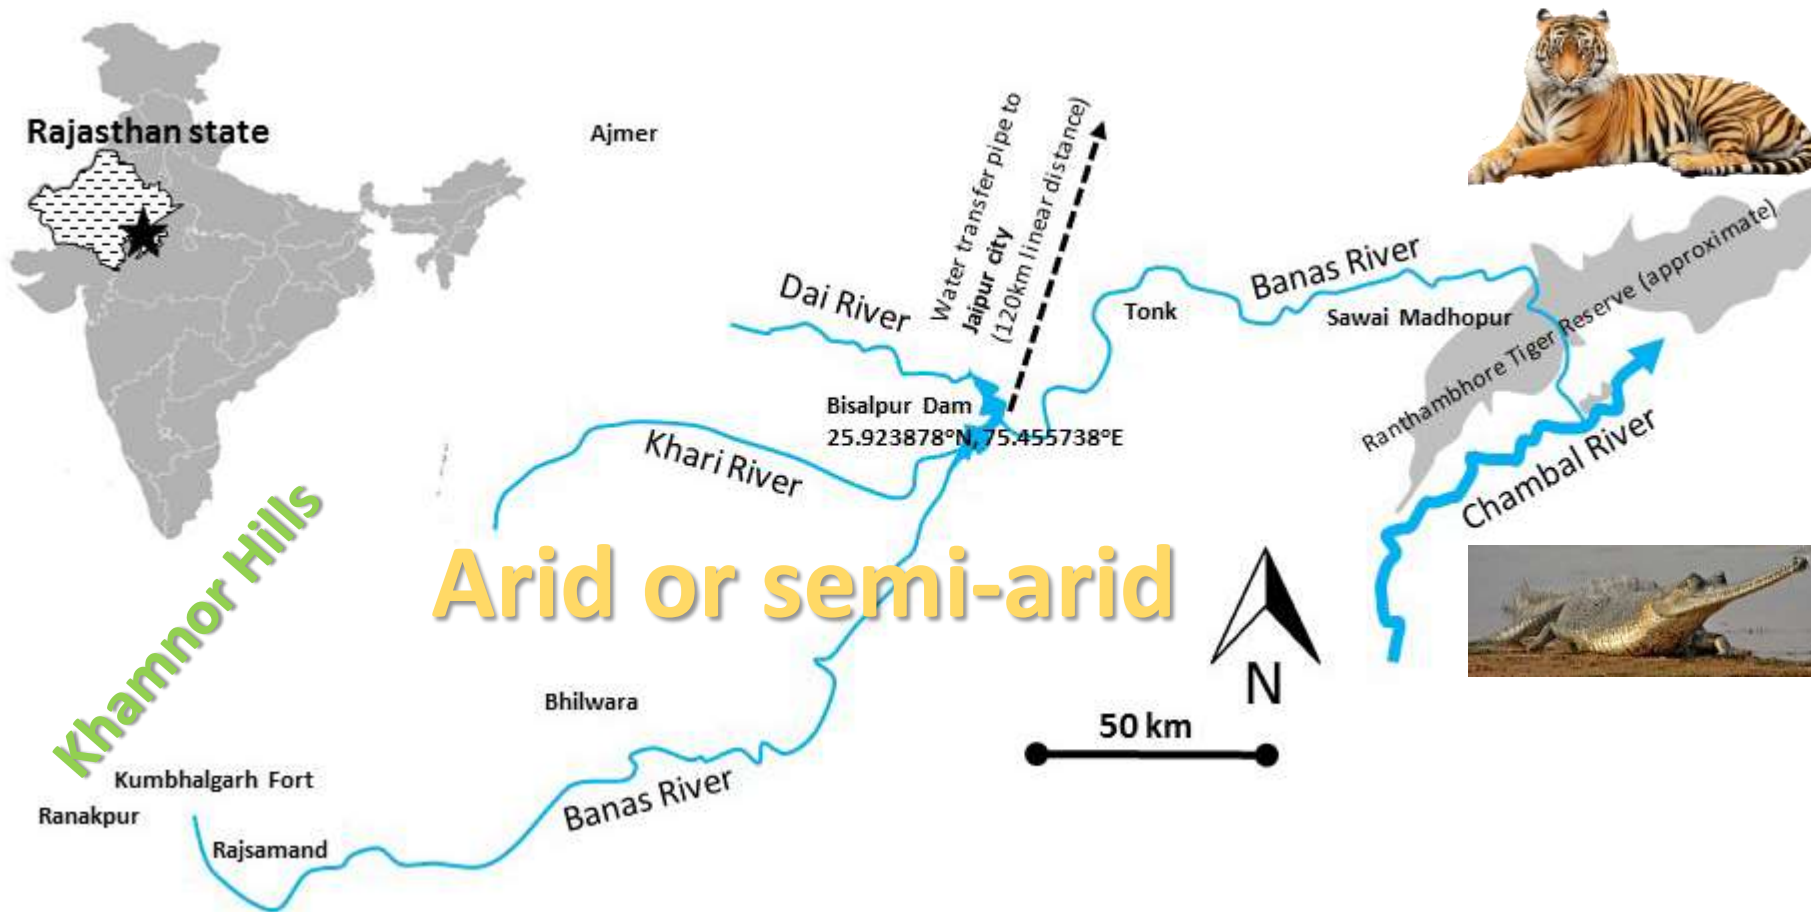 Rajasthan state
Ajmer
Water transfer pipe to
Jaipur city
(120km linear distance)
Dai River
Banas River
Tonk
Sawai Madhopur
Ranthambhore Tiger Reserve (approximate)
Bisalpur Dam
25.923878°N, 75.455738°E
Khari River
Chambal River
Khamnor Hills
Arid or semi-arid
N
50 km
Bhilwara
Banas River
Kumbhalgarh Fort
Ranakpur
Rajsamand